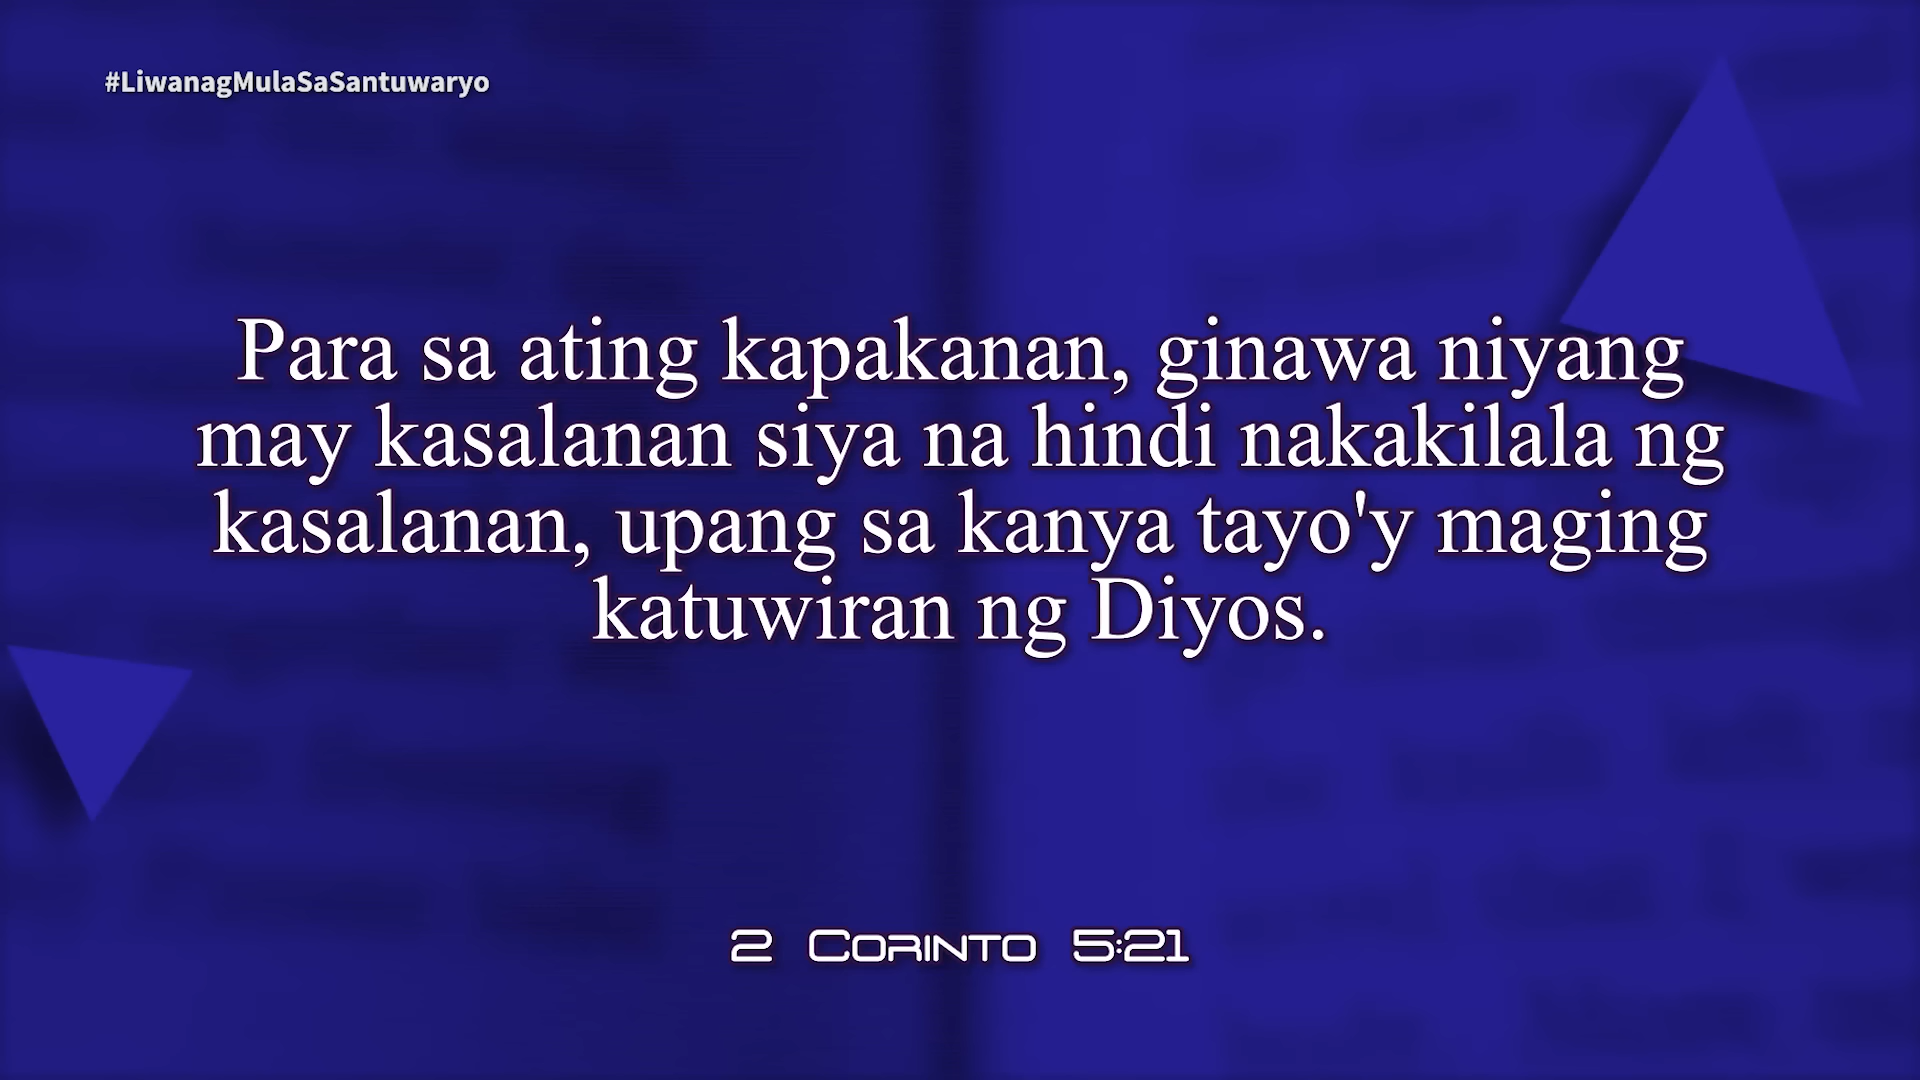 #LiwanagMulaSaSantuwaryo
Para sa ating kapakanan, ginawa niyang
may kasalanan siya na hindi nakakilala ng
kasalanan, upang sa kanya tayo'y maging
katuwiran ng Diyos.
2 Corinto 5:21